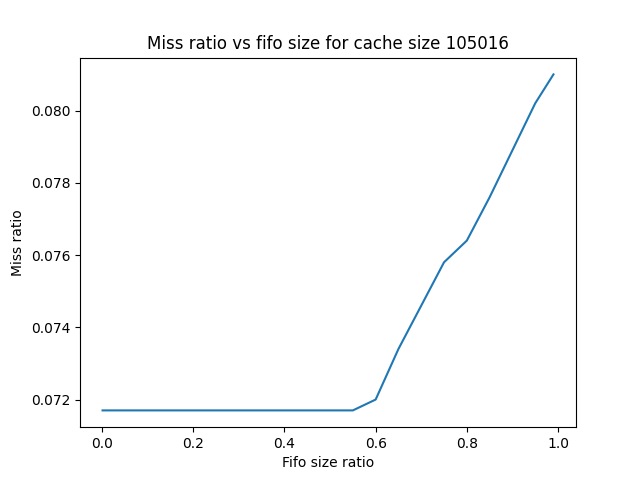 Miss ratio vs fifo size for cache size 105016
0.080
0.078
0.076
0.074
0.072
Miss ratio
0.0 0.2 0.4 0.6 0.8 1.0
Fifo size ratio